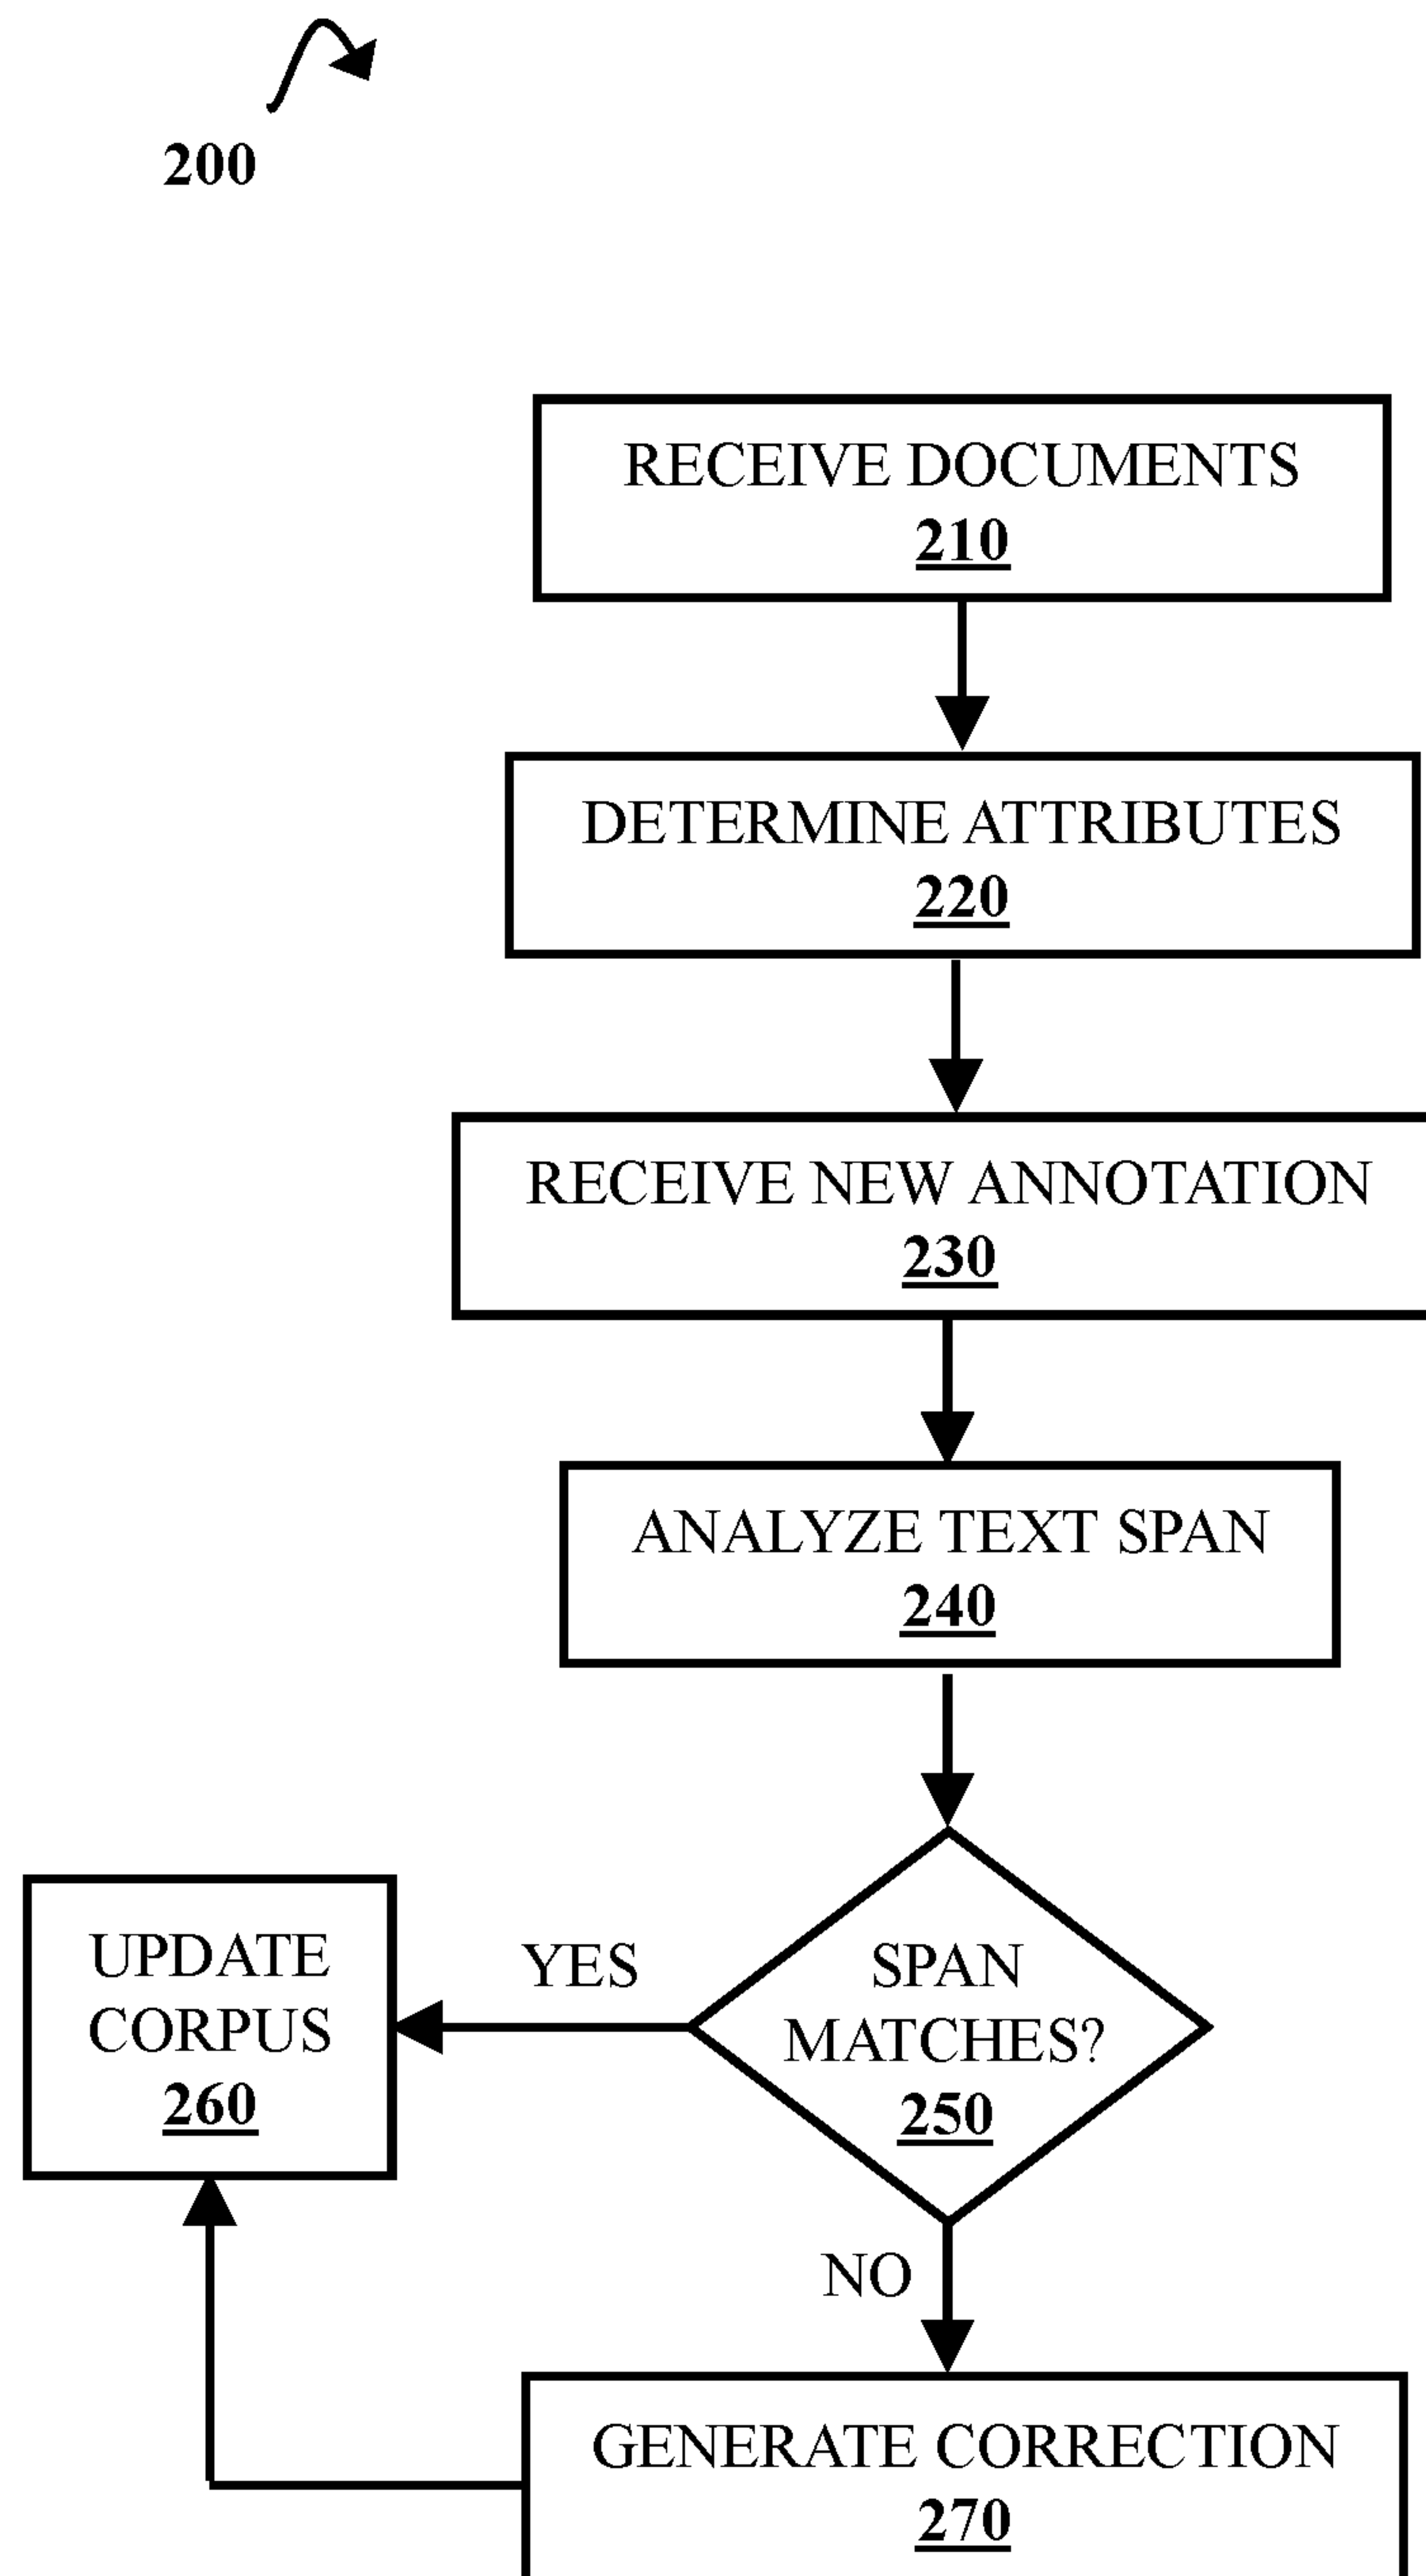 200
RECEIVE DOCUMENTS
210
DETERMINE ATTRIBUTES
220
RECEIVE NEW ANNOTATION
230
ANALYZE TEXT SPAN
240
SPAN
MATCHES?
250
YES
UPDATE
CORPUS
260
NO
GENERATE CORRECTION
270